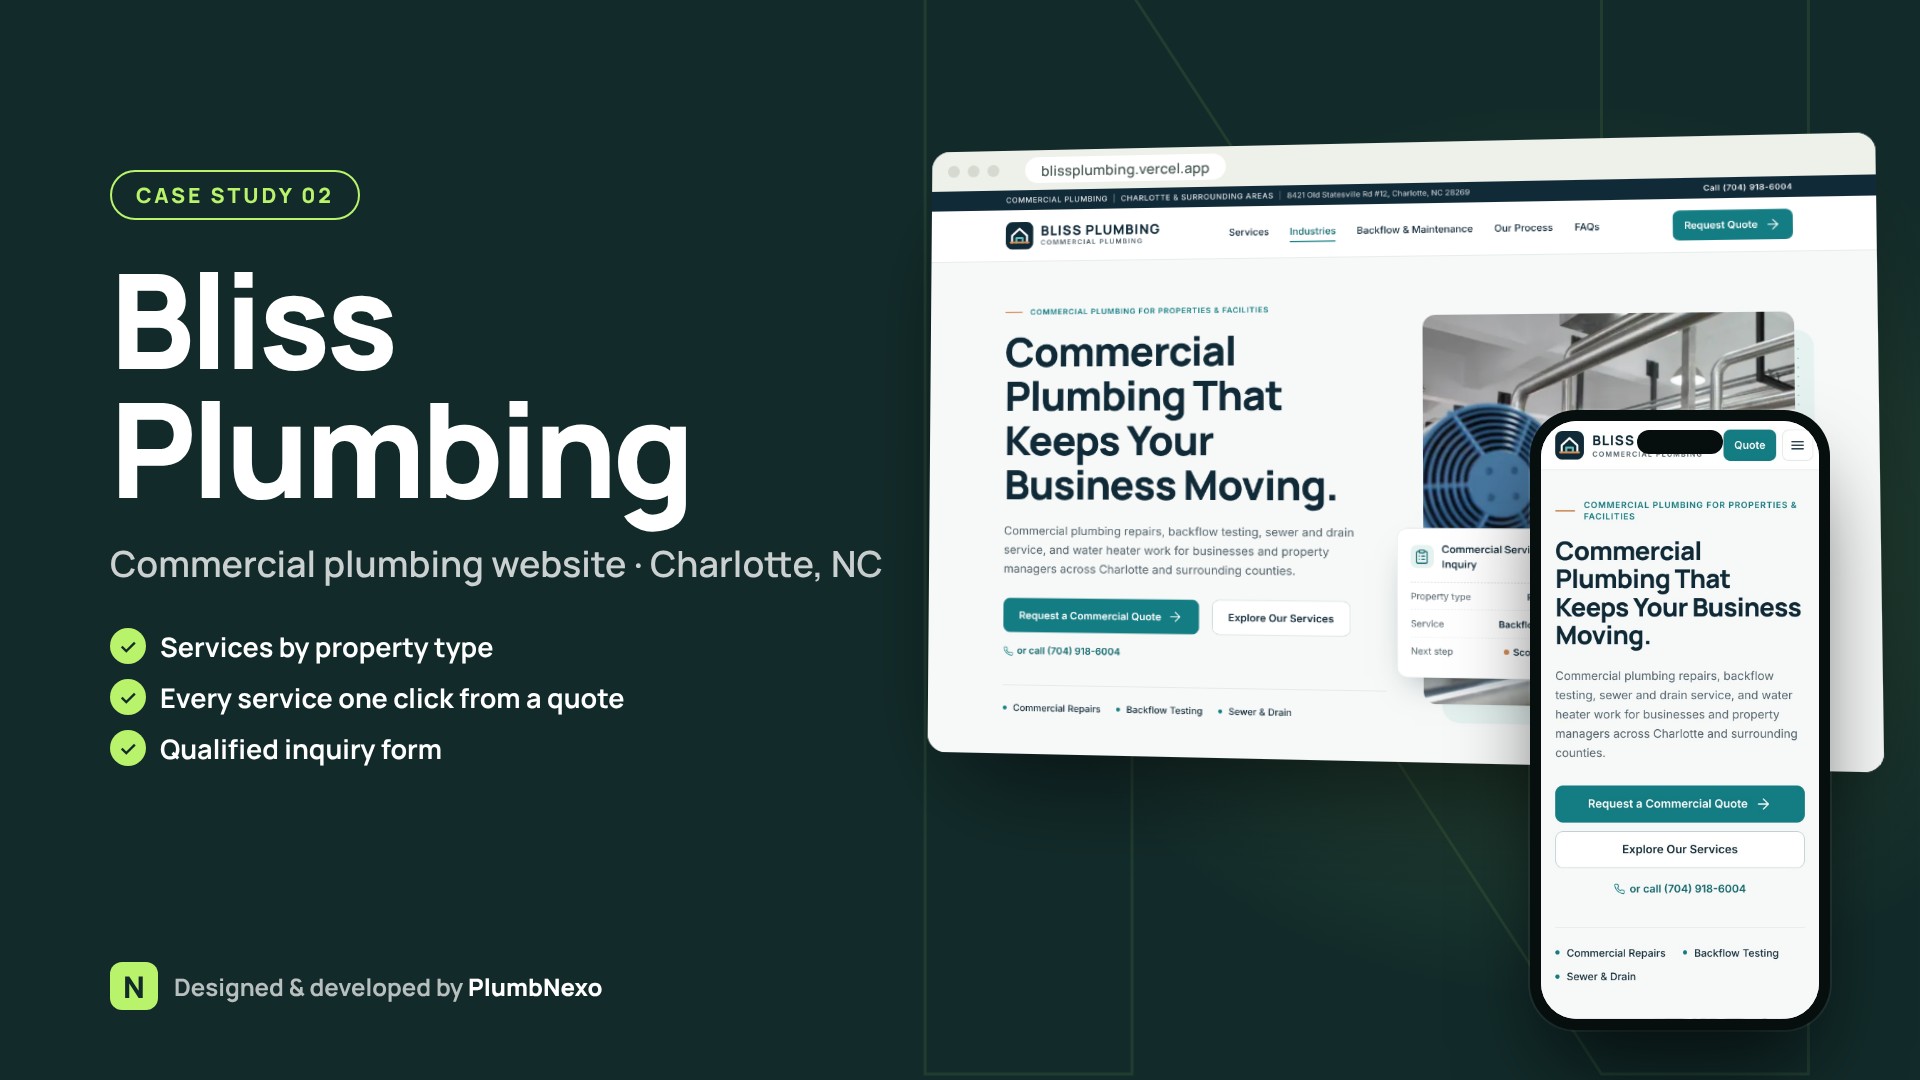 CASE STUDY 02
Bliss
Plumbing
Commercial plumbing website · Charlotte, NC
Services by property type
Every service one click from a quote
Qualified inquiry form
N
Designed & developed by PlumbNexo
blissplumbing.vercel.app
COMMERCIAL PLUMBING | CHARLOTTE & SURROUNDING AREAS | 8421 Old Statesville Rd #12, Charlotte, NC 28269
Call (704) 918-6004
BLISS PLUMBING
COMMERCIAL PLUMBING
Services Industries Backflow & Maintenance Our Process FAQs
Request Quote
COMMERCIAL PLUMBING FOR PROPERTIES & FACILITIES
Commercial
Plumbing That
Keeps Your
Business Moving.
Commercial plumbing repairs, backflow testing, sewer and drain
service, and water heater work for businesses and property
managers across Charlotte and surrounding counties.
Request a Commercial Quote
Explore Our Services
or call (704) 918-6004
Commercial Repairs
Backflow Testing
Sewer & Drain
Commercial Servi
Inquiry
Property type
Service Backfl
Next step Sco
BLISS
COMMERCIAL PLUMBING
Quote
COMMERCIAL PLUMBING FOR PROPERTIES &
FACILITIES
Commercial
Plumbing That
Keeps Your Business
Moving.
Commercial plumbing repairs, backflow
testing, sewer and drain service, and water
heater work for businesses and property
managers across Charlotte and surrounding
counties.
Request a Commercial Quote
Explore Our Services
or call (704) 918-6004
Commercial Repairs
Backflow Testing
Sewer & Drain